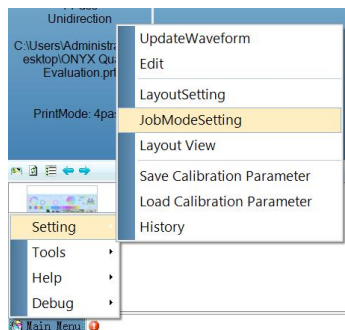 Unidirection
C:\Users\Administra
esktop\ONYX Qu
Evaluation.prt
PrintMode: 4pas
UpdateWaveform
Edit
LayoutSetting
JobModeSetting
Layout View
Save Calibration Parameter
Load Calibration Parameter
History
Setting
Tools
Help
Debug
Main Menu